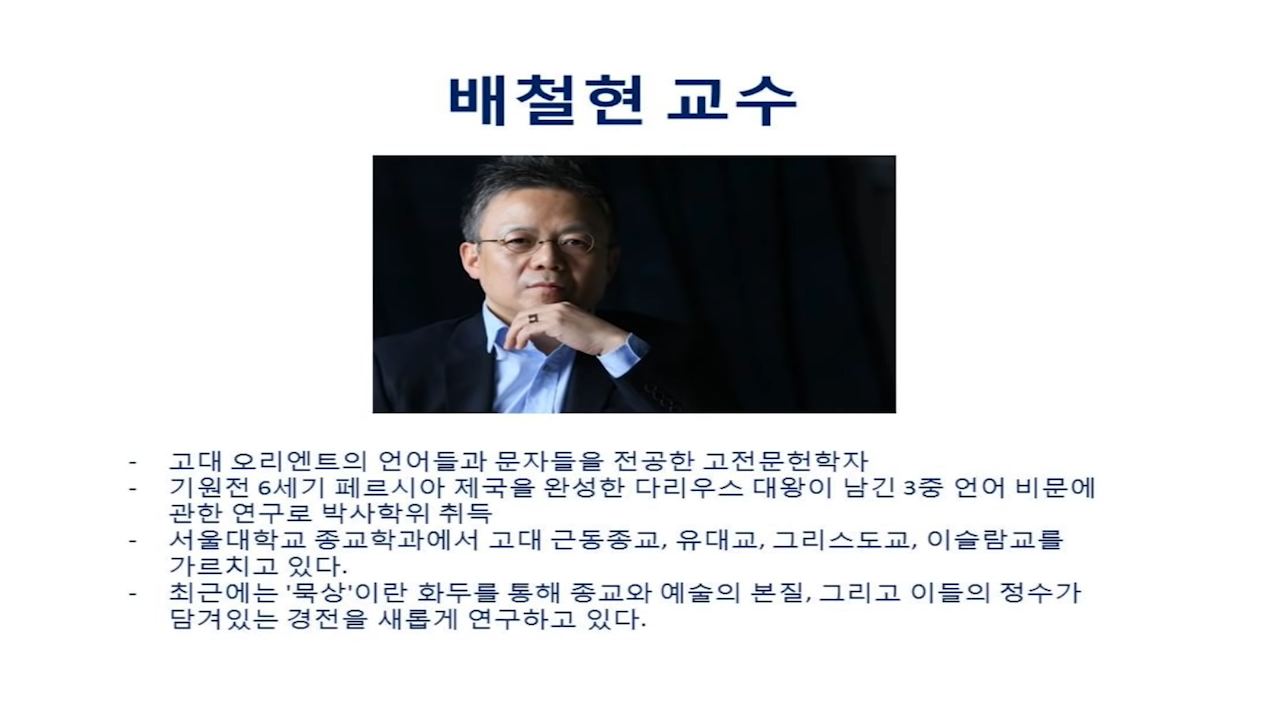 배철현 교수
- 고대 오리엔트의 언어들과 문자들을 전공한 고전문헌학자
- 기원전 6세기 페르시아 제국을 완성한 다리우스 대왕이 남긴 3중 언어 비문에
관한 연구로 박사학위 취득
- 서울대학교 종교학과에서 고대 근동종교, 유대교, 그리스도교, 이슬람교를
가르치고 있다.
- 최근에는 '묵상'이란 화두를 통해 종교와 예술의 본질, 그리고 이들의 정수가
담겨있는 경전을 새롭게 연구하고 있다.